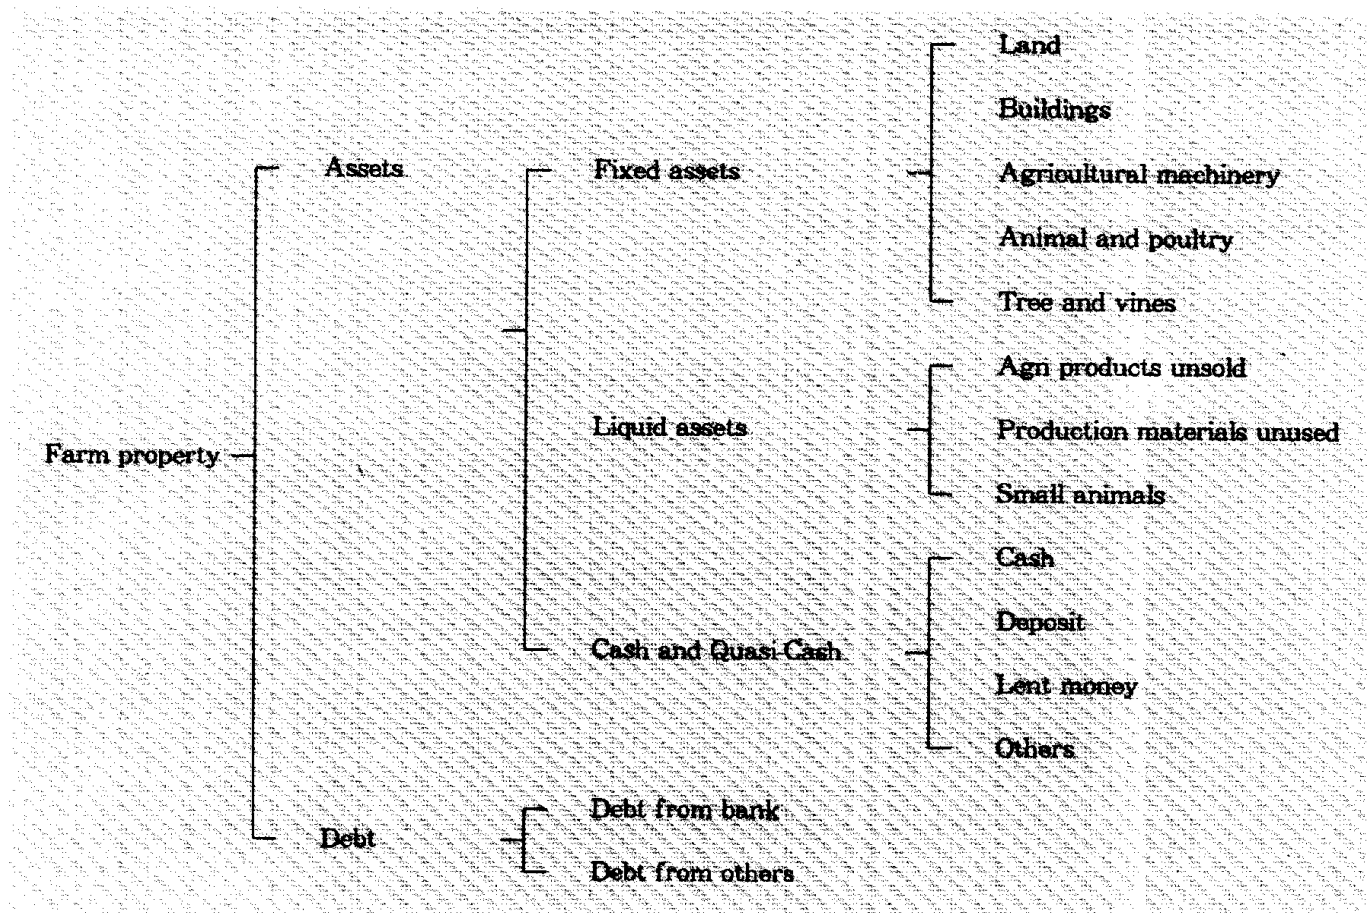 Land
Buildings
Assets
Fixed assets
Agricultural machinery
Animal and poultry
Tree and vines
Agn products unsold
Liquid assets
Production materials unused
Farm property
Small animals
Cash
Deposit
Cash and Quasi-Cash
Lent money
Others
Debt from bank
Debt
Debt from others